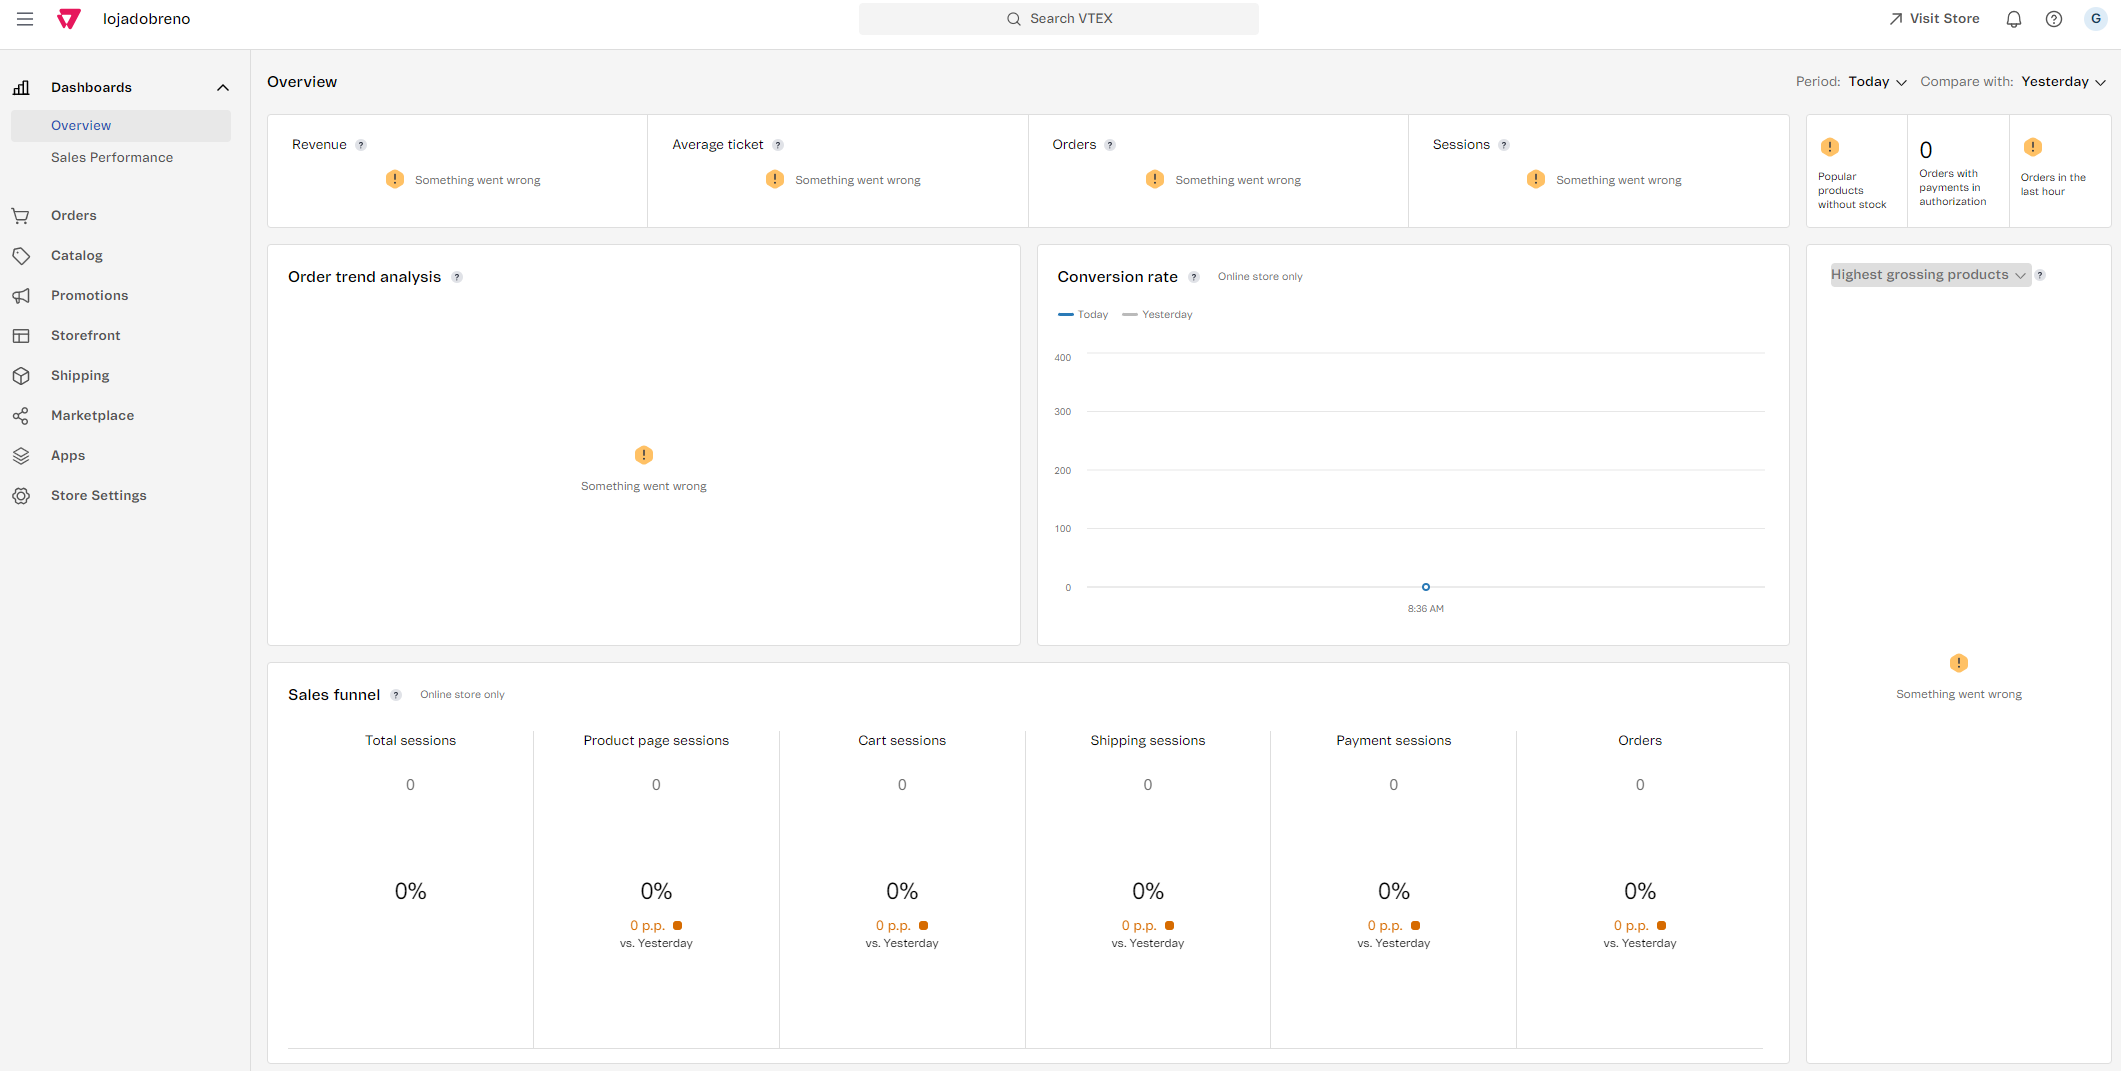 lojadobreno
Search VTEX
Visit Store
G
Dashboards
Overview
Sales Performance
Orders
Catalog
Promotions
Storefront
Shipping
Marketplace
Apps
Store Settings
Overview
Period: Today
Compare with: Yesterday
Revenue ?
! Something went wrong
Average ticket ?
! Something went wrong
Orders ?
! Something went wrong
Sessions ?
! Something went wrong
!
Popular
products
without stock
0
Orders with
payments in
authorization
!
Orders in the
last hour
Order trend analysis ?
!
Something went wrong
Conversion rate ? Online store only
Today Yesterday
400
300
200
100
0
8:36 AM
Highest grossing products ?
!
Something went wrong
Sales funnel ? Online store only
Total sessions
0
0%
Product page sessions
0
0%
0 p.p.
vs. Yesterday
Cart sessions
0
0%
0 p.p.
vs. Yesterday
Shipping sessions
0
0%
0 p.p.
vs. Yesterday
Payment sessions
0
0%
0 p.p.
vs. Yesterday
Orders
0
0%
0 p.p.
vs. Yesterday